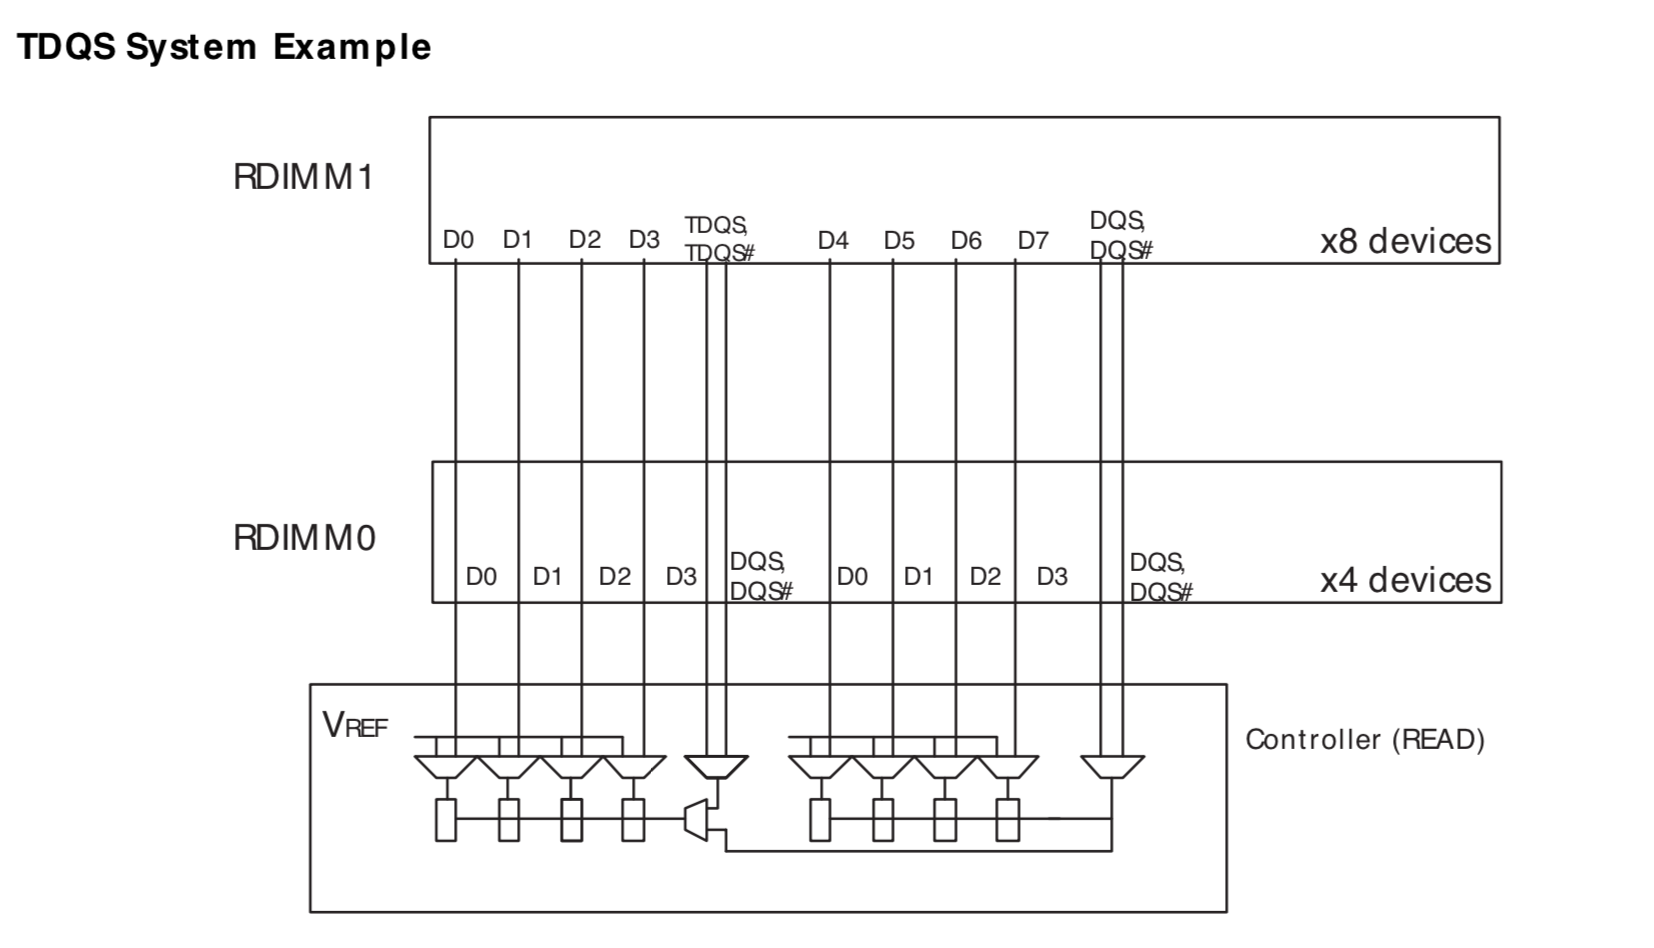 TDQS System Example
RDIMM1
D0 D1 D2 D3 TDQS, D4 D5 D6 D7 DQS,
TDQS# DQS# x8 devices
RDIMM0
D0 D1 D2 D3 DQS, D0 D1 D2 D3 DQS,
DQS# DQS# x4 devices
VREF
Controller (READ)